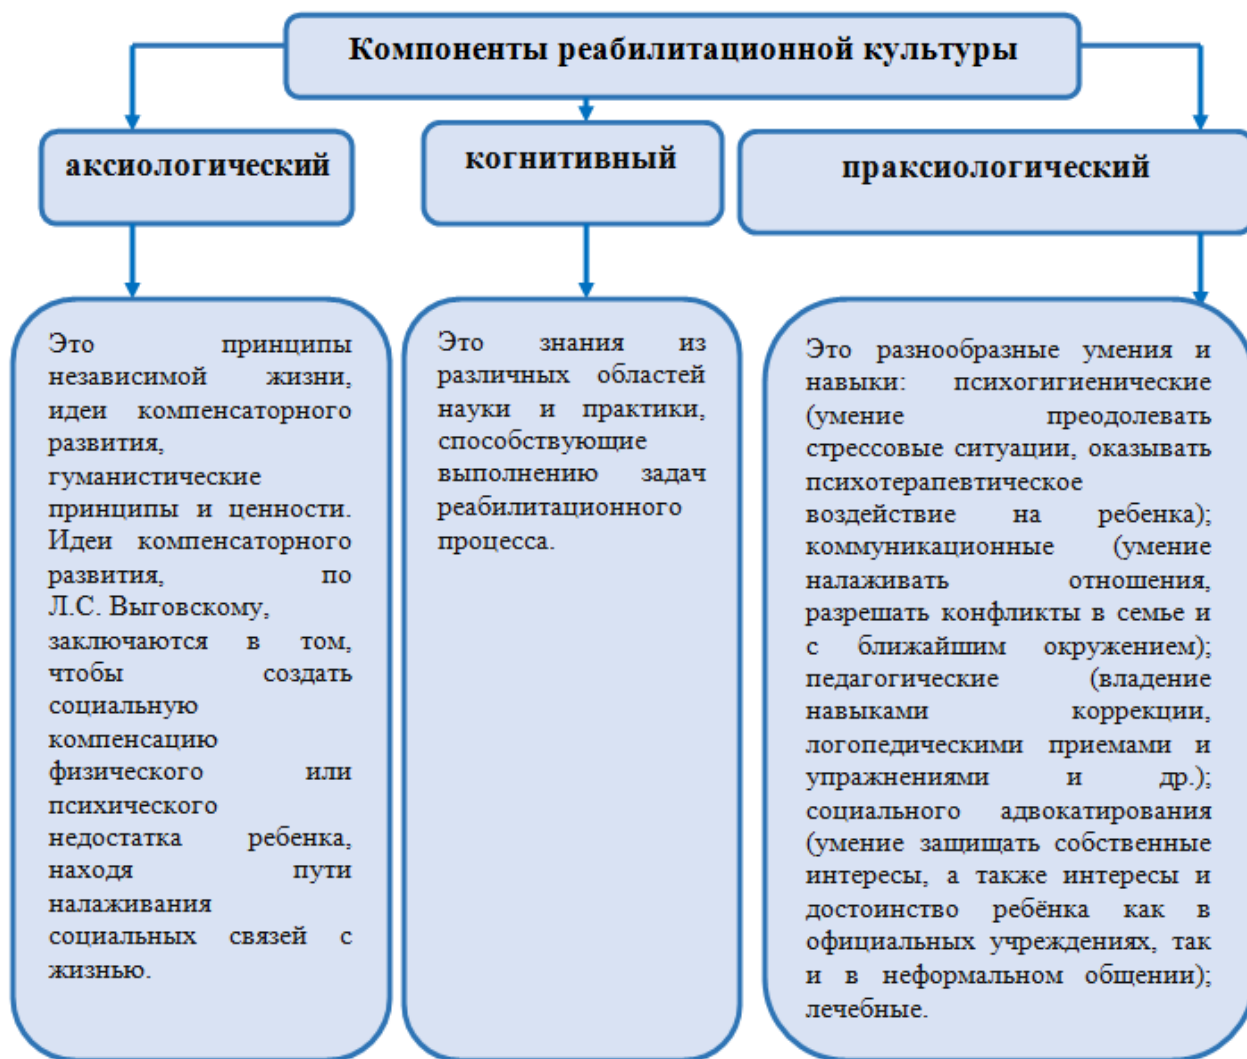 Компоненты реабилитационной культуры
аксиологический
когнитивный
праксиологический
Это принципы
независимой жизни,
идеи компенсаторного
развития,
гуманистические
принципы и ценности.
Идеи компенсаторного
развития, по
Л.С. Выговскому,
заключаются в том,
чтобы создать
социальную
компенсацию
физического или
психического
недостатка ребенка,
находя пути
налаживания
социальных связей с
жизнью.
Это знания из
различных областей
науки и практики,
способствующие
выполнению задач
реабилитационного
процесса.
Это разнообразные умения и
навыки: психогигиенические
(умение преодолевать
стрессовые ситуации, оказывать
психотерапевтическое
воздействие на ребенка);
коммуникационные (умение
налаживать отношения,
разрешать конфликты в семье и
с ближайшим окружением);
педагогические (владение
навыками коррекции,
логопедическими приемами и
упражнениями и др.);
социального адвокатирования
(умение защищать собственные
интересы, а также интересы и
достоинство ребёнка как в
официальных учреждениях, так
и в неформальном общении);
лечебные.